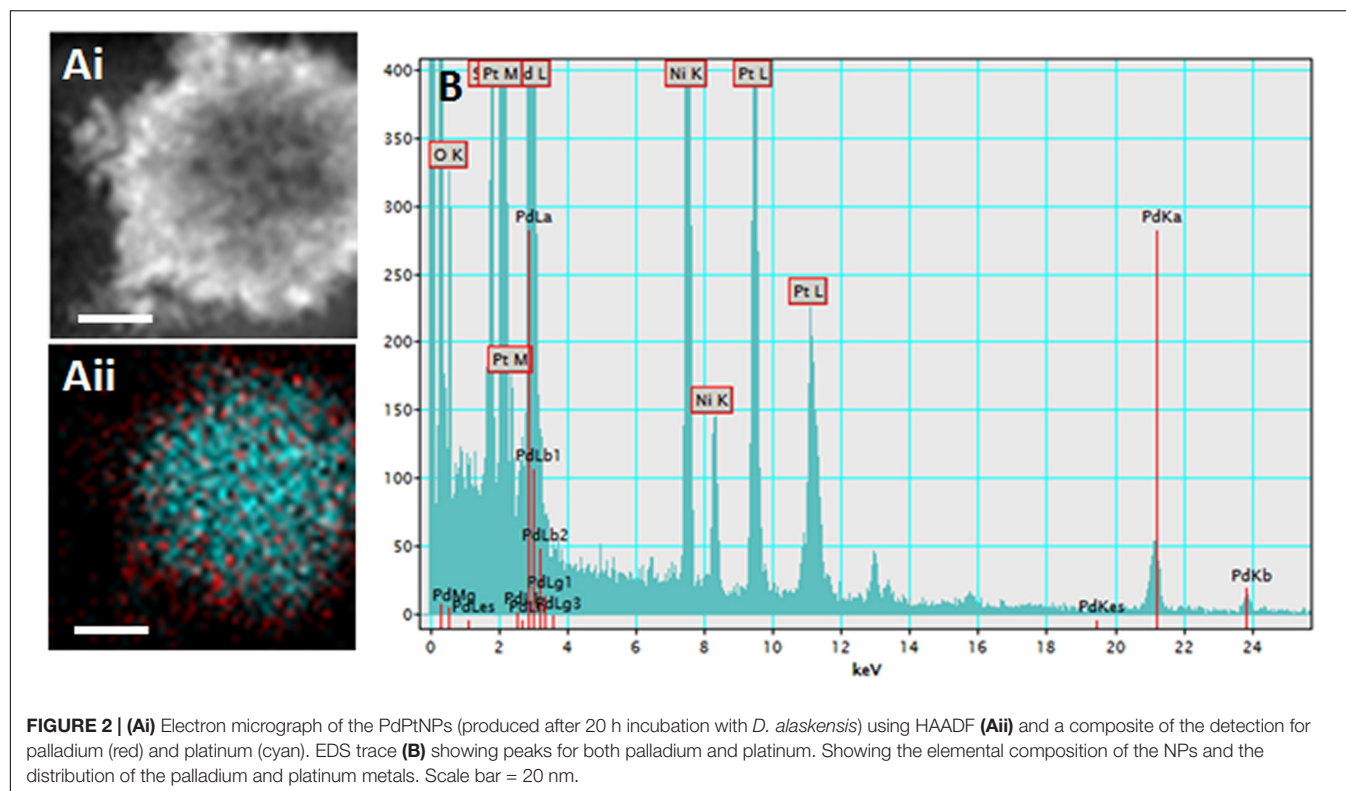 Ai
Aii
B
400
350
300
250
200
150
100
50
0
Pt M
d L
Ni K
Pt L
O K
PdLa
PdKa
Pt L
Pt M
Ni K
PdLb1
PdLb2
PdLg1
PdMg
PdLes
PdLg3
PdKes
PdKb
0 2 4 6 8 10 12 14 16 18 20 22 24
keV
FIGURE 2 | (Ai) Electron micrograph of the PdPtNPs (produced after 20 h incubation with D. alaskensis) using HAADF (Aii) and a composite of the detection for
palladium (red) and platinum (cyan). EDS trace (B) showing peaks for both palladium and platinum. Showing the elemental composition of the NPs and the
distribution of the palladium and platinum metals. Scale bar = 20 nm.